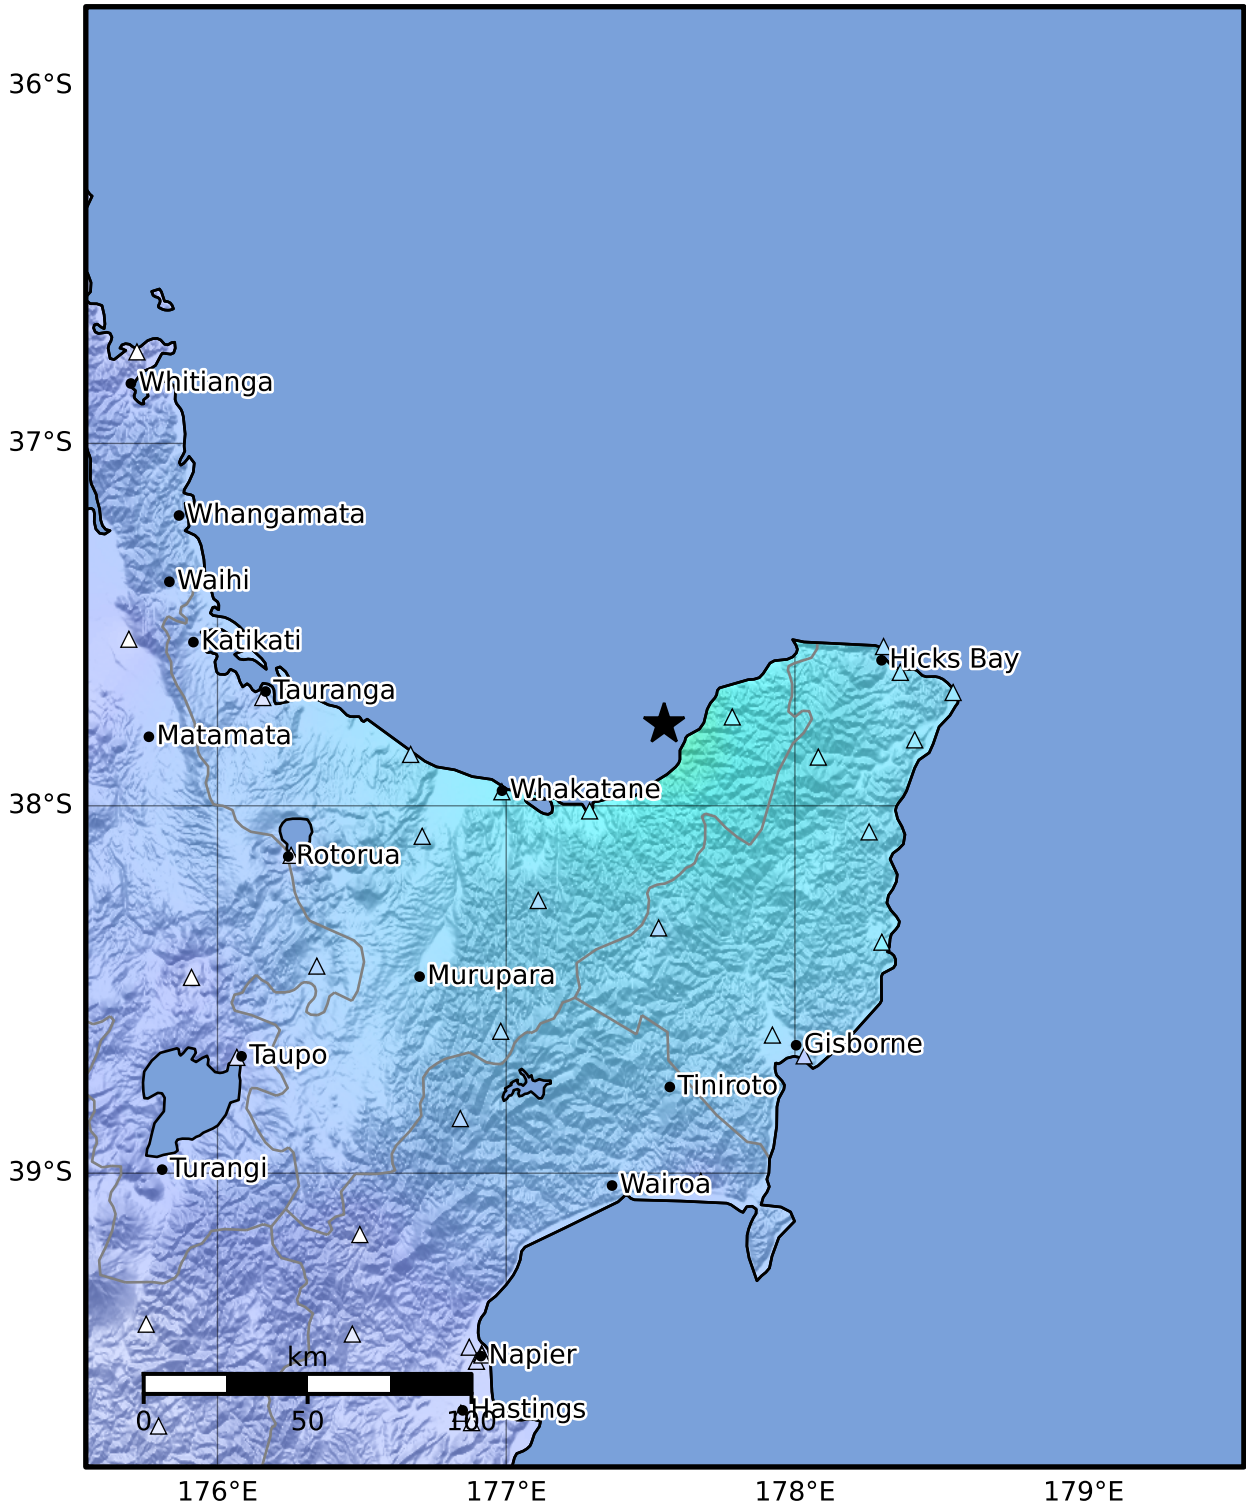 36°S
Whitianga
37°S
Whangamata
Waihi
Katikati
Hicks Bay
Tauranga
Matamata
Whakatane
38°S
Rotorua
Murupara
Gisborne
Taupo
Tiniroto
Turangi
39°S
Wairoa
Napier
km
Hastings
0 50 100
176°E 177°E 178°E 179°E